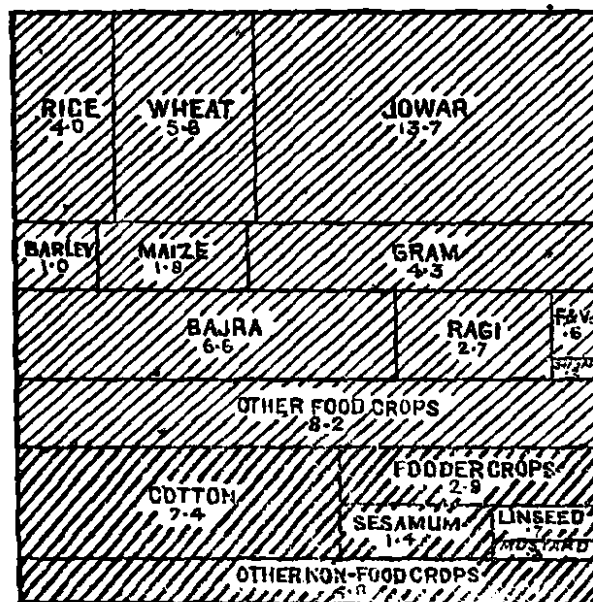 RICE
4·0
WHEAT
5·8
JOWAR
13·7
BARLEY
1·0
MAIZE
1·8
GRAM
4·3
BAJRA
6·6
RAGI
2·7
F&V.
·6
OTHER FOOD CROPS
8·2
COTTON
7·4
FODDER CROPS
2·9
SESAMUM
1·4
LINSEED
·7
MUSTARD
OTHER NON-FOOD CROPS